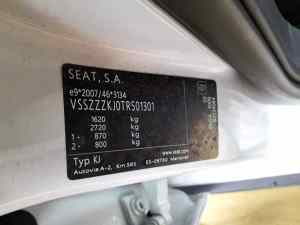 SEAT, S.A.
e9*2007/46*3134
VSSZZZKJ0TR501301
1620 kg
2720 kg
1- 870 kg
2- 800 kg
Typ KJ
Autovía A-2, Km 585
ES-08760 Martorell